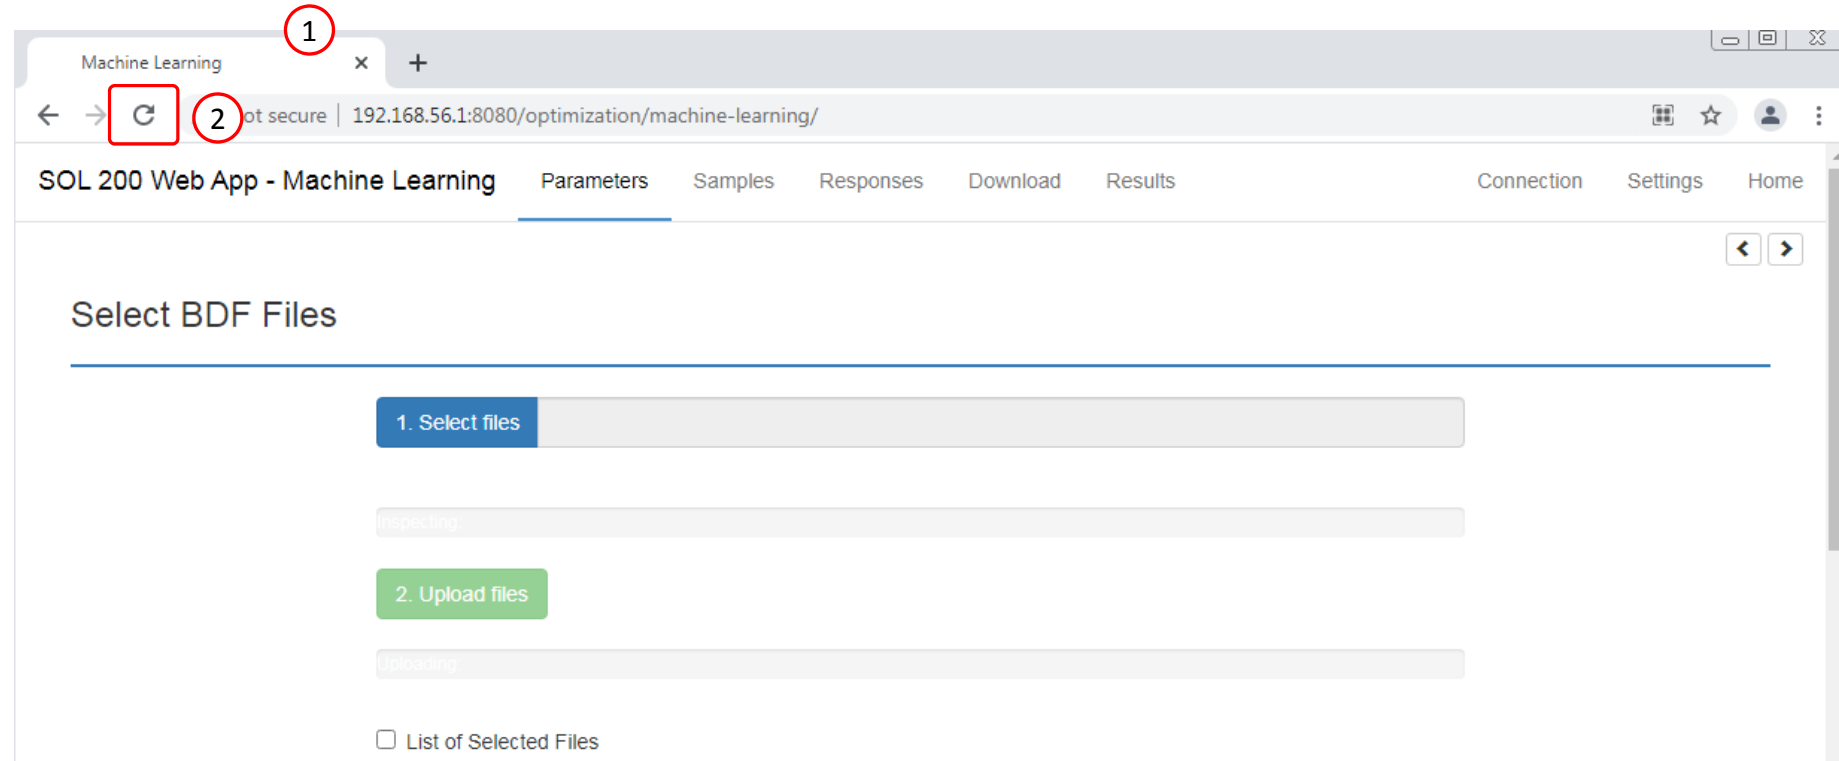 1
Machine Learning
2 ot secure | 192.168.56.1:8080/optimization/machine-learning/
SOL 200 Web App - Machine Learning Parameters Samples Responses Download Results Connection Settings Home
Select BDF Files
1. Select files
Inspecting:
2. Upload files
Uploading:
List of Selected Files